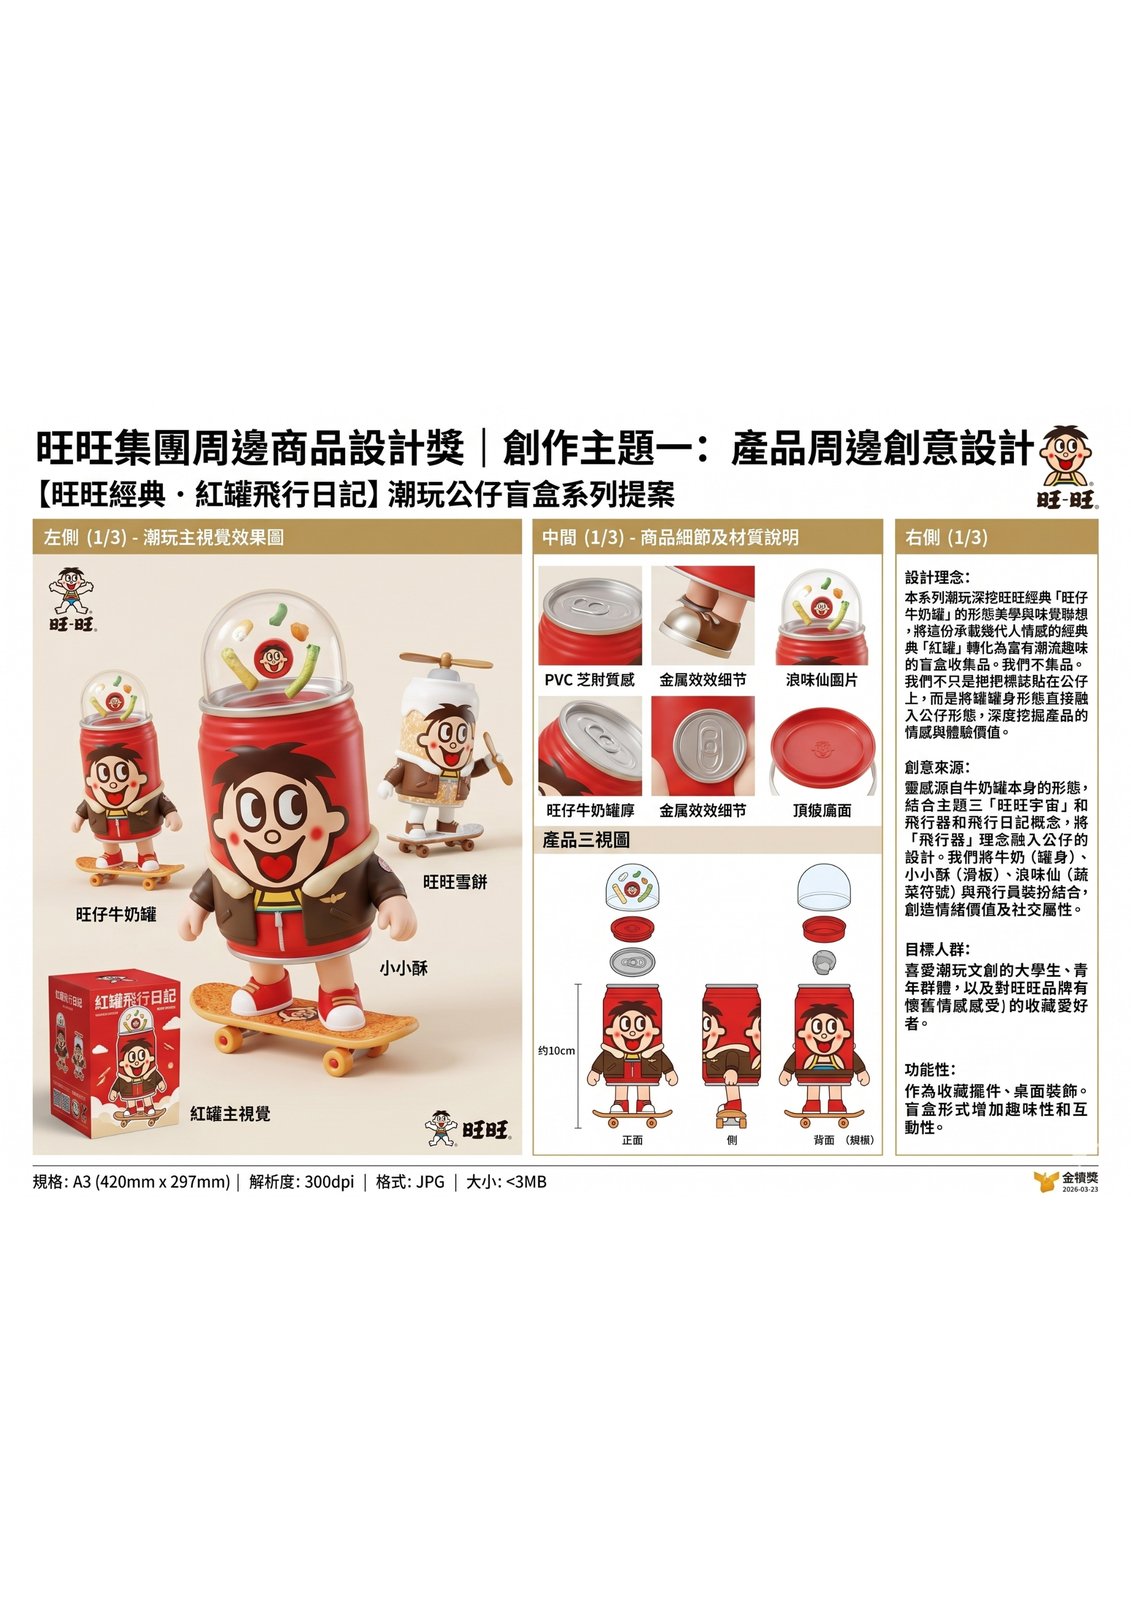 旺旺集團周邊商品設計獎｜創作主題一：產品周邊創意設計
【旺旺經典．紅罐飛行日記】潮玩公仔盲盒系列提案
旺-旺®
左側 (1/3) - 潮玩主視覺效果圖
旺-旺®
旺仔牛奶罐
旺旺雪餅
小小酥
紅罐飛行日記
紅罐飛行日記
紅罐主視覺
旺旺®
中間 (1/3) - 商品細節及材質說明
PVC 芝財質感
金属效效细节
浪味仙圖片
旺仔牛奶罐厚
金属效效细节
頂疲廬面
產品三視圖
约10cm
正面
側
背面 （規橫）
右側 (1/3)
設計理念：
本系列潮玩深挖旺旺經典「旺仔
牛奶罐」的形態美學與味覺聯想
，將這份承載幾代人情感的經典
典「紅罐」轉化為富有潮流趣味
的盲盒收集品。我們不集品。
我們不只是挹把標誌貼在公仔
上，而是將罐罐身形態直接融
入公仔形態，深度挖掘產品的
情感與體驗價值。
創意來源：
靈感源自牛奶罐本身的形態，
結合主題三「旺旺宇宙」和
飛行器和飛行日記概念，將
「飛行器」理念融入公仔的
設計。我們將牛奶（罐身）、
小小酥（滑板）、浪味仙（蔬
菜符號）與飛行員裝扮結合，
創造情緒價值及社交屬性。
目標人群：
喜愛潮玩文創的大學生、青
年群體，以及對旺旺品牌有
懷舊情感感受）的收藏愛好
者。
功能性：
作為收藏擺件、桌面裝飾。
盲盒形式增加趣味性和互
動性。
規格: A3 (420mm x 297mm) | 解析度: 300dpi | 格式: JPG | 大小: <3MB
金犢獎
2026-03-23